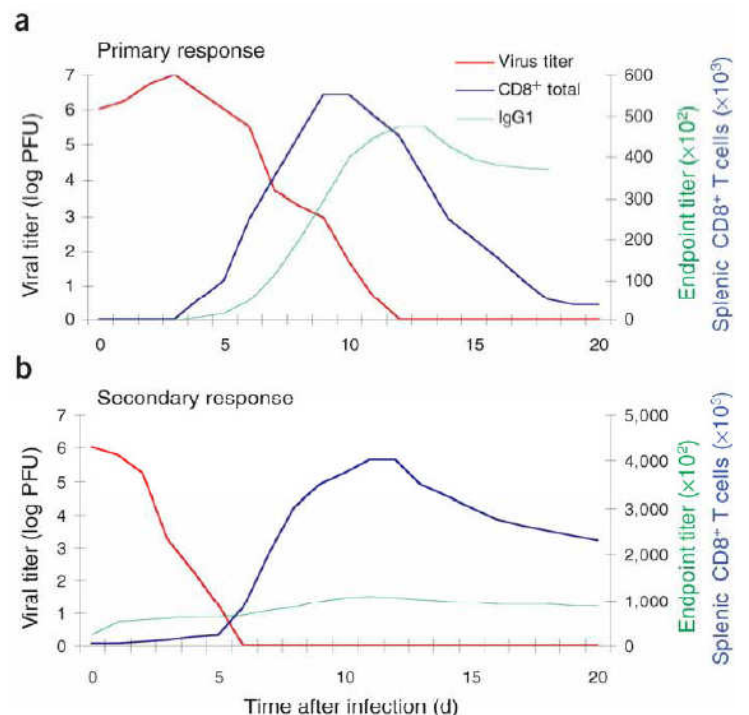 a
Primary response
Virus titer
CD8+ total
IgG1
Viral titer (log PFU)
7
6
5
4
3
2
1
0
600
500
400
300
200
100
0
Endpoint titer (×10²)
Splenic CD8⁺ T cells (×10³)
0 5 10 15 20
b
Secondary response
Viral titer (log PFU)
7
6
5
4
3
2
1
0
5,000
4,000
3,000
2,000
1,000
0
Endpoint titer (×10²)
Splenic CD8⁺ T cells (×10³)
0 5 10 15 20
Time after infection (d)